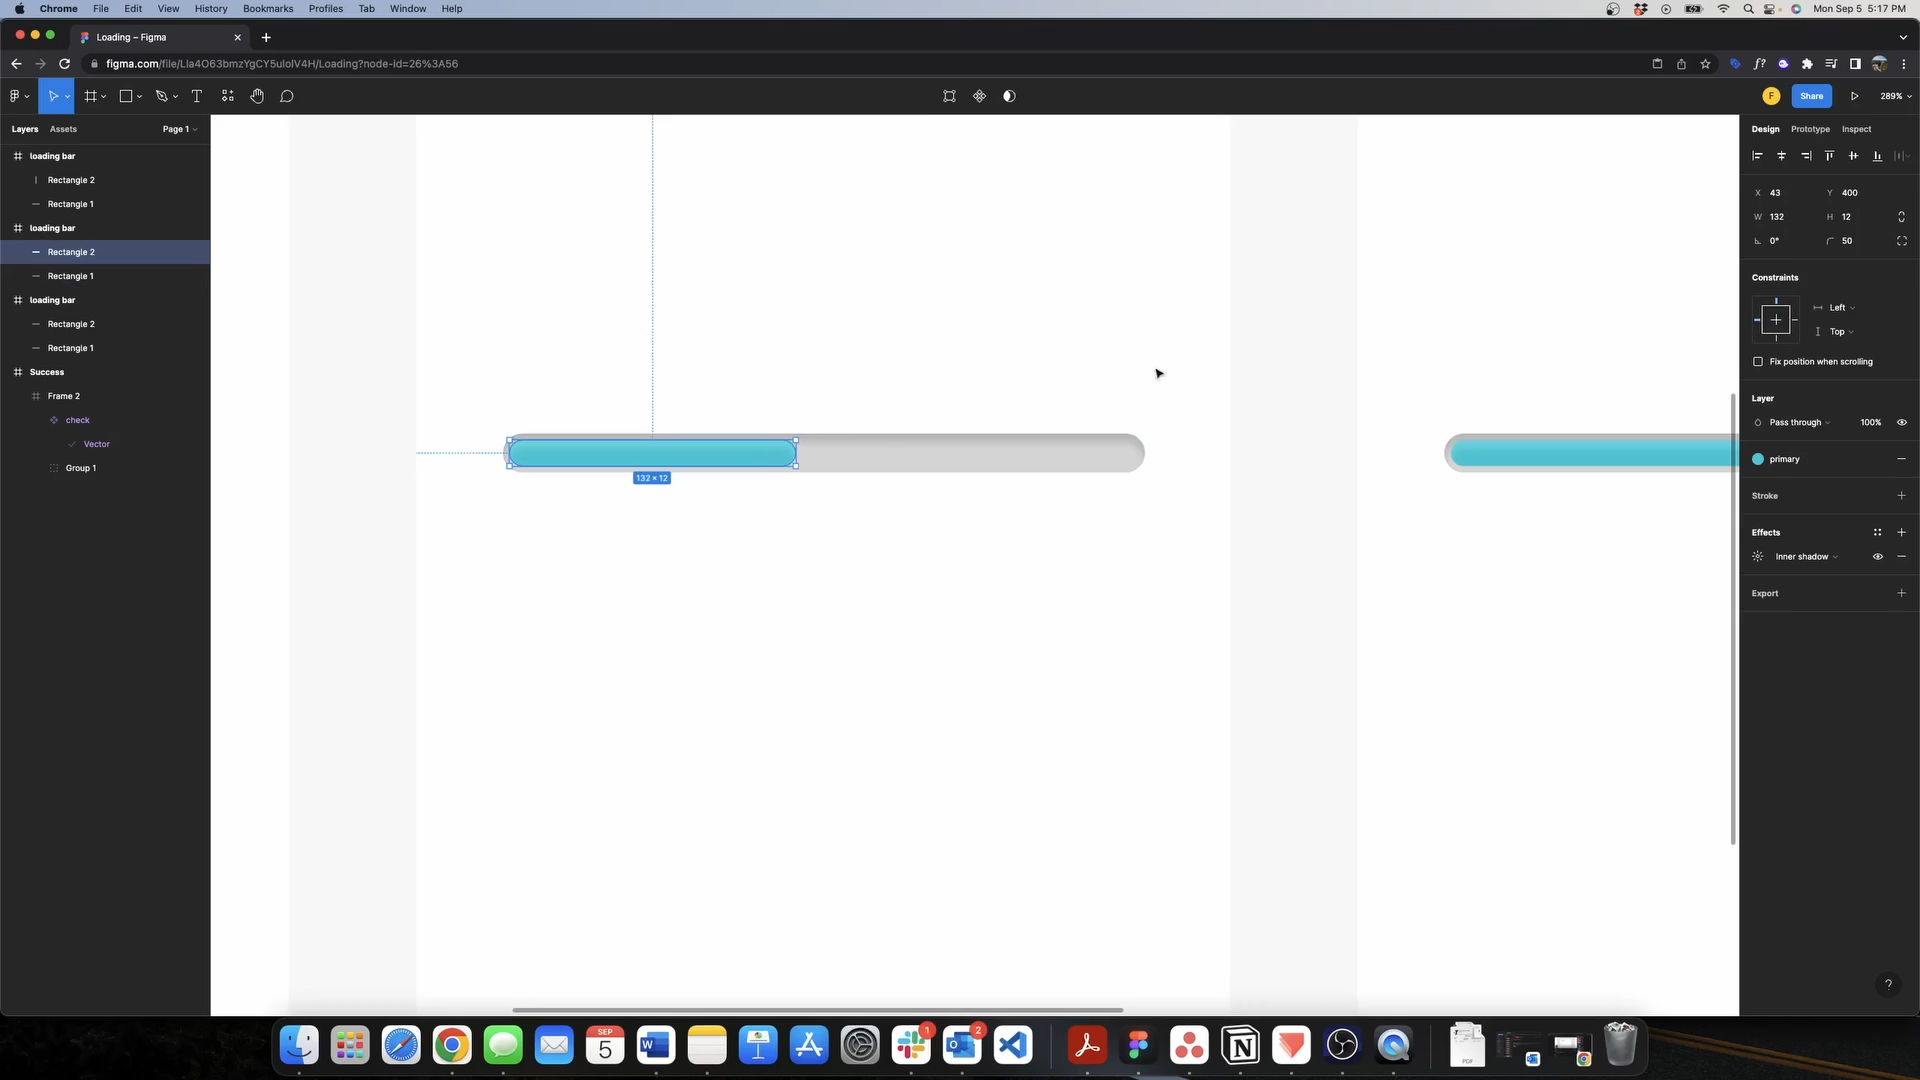 Chrome File Edit View History Bookmarks Profiles Tab Window Help Mon Sep 5 5:17 PM
Loading – Figma
figma.com/file/Lla4O63bmzYgCY5uIoIV4H/Loading?node-id=26%3A56
F Share 289%
Layers Assets Page 1
Design Prototype Inspect
loading bar
Rectangle 2
Rectangle 1
loading bar
Rectangle 2
Rectangle 1
loading bar
Rectangle 2
Rectangle 1
Success
Frame 2
check
Vector
Group 1
132 × 12
X 43 Y 400
W 132 H 12
0° 50
Constraints
Left
Top
Fix position when scrolling
Layer
Pass through 100%
primary
Stroke
Effects
Inner shadow
Export
?
SEP
5
1
2
PDF